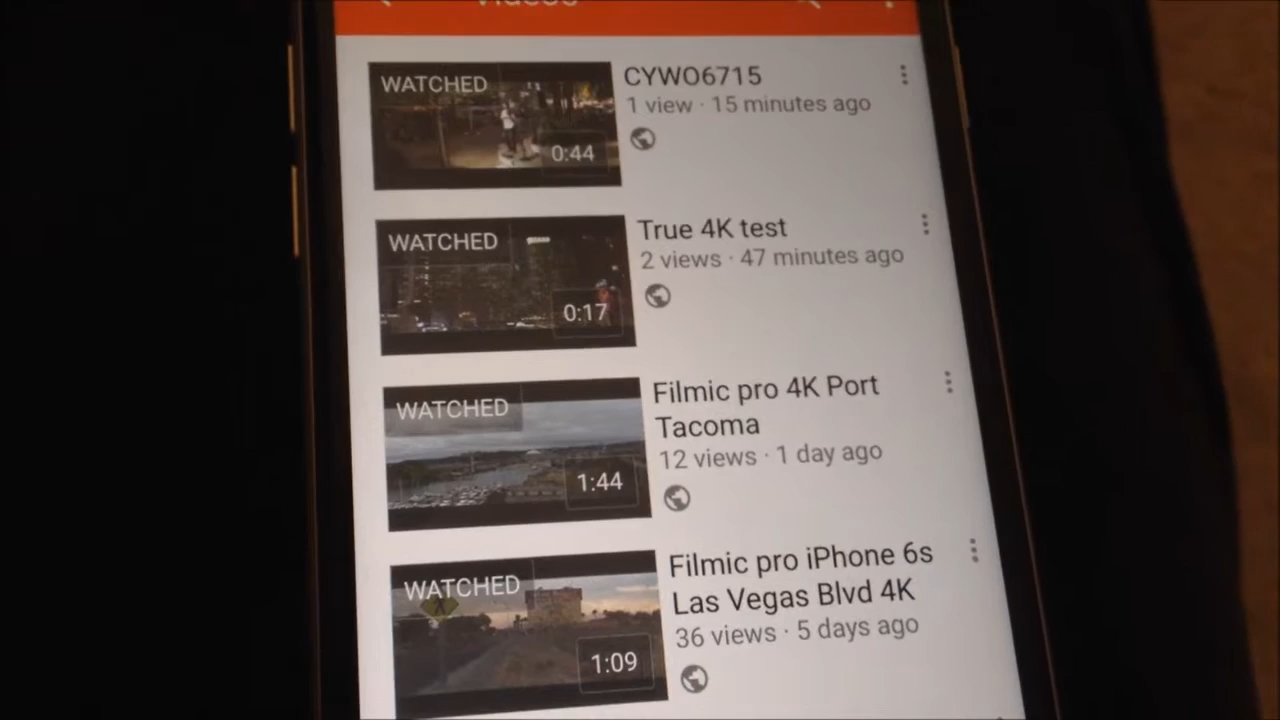 Videos
WATCHED
0:44
CYWO6715
1 view · 15 minutes ago
WATCHED
0:17
True 4K test
2 views · 47 minutes ago
WATCHED
1:44
Filmic pro 4K Port
Tacoma
12 views · 1 day ago
WATCHED
1:09
Filmic pro iPhone 6s
Las Vegas Blvd 4K
36 views · 5 days ago